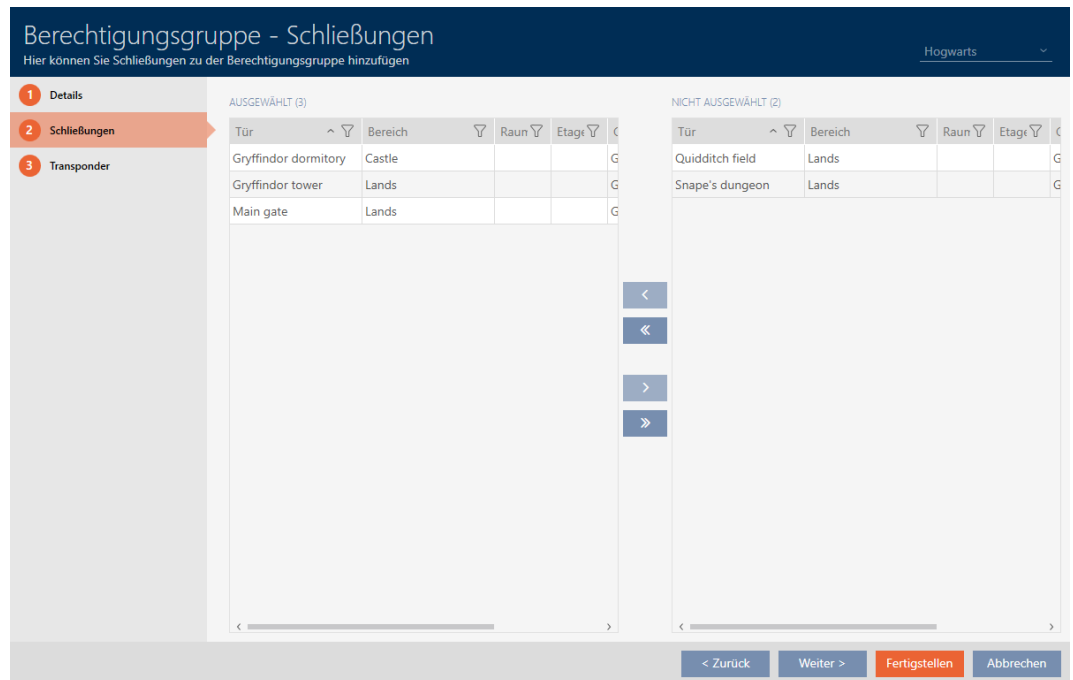 Berechtigungsgruppe - Schließungen
Hier können Sie Schließungen zu der Berechtigungsgruppe hinzufügen
Hogwarts
1 Details
2 Schließungen
3 Transponder
AUSGEWÄHLT (3)
Tür Bereich Raum Etage G
Gryffindor dormitory Castle G
Gryffindor tower Lands G
Main gate Lands G
NICHT AUSGEWÄHLT (2)
Tür Bereich Raum Etage G
Quidditch field Lands G
Snape's dungeon Lands G
< Zurück Weiter > Fertigstellen Abbrechen